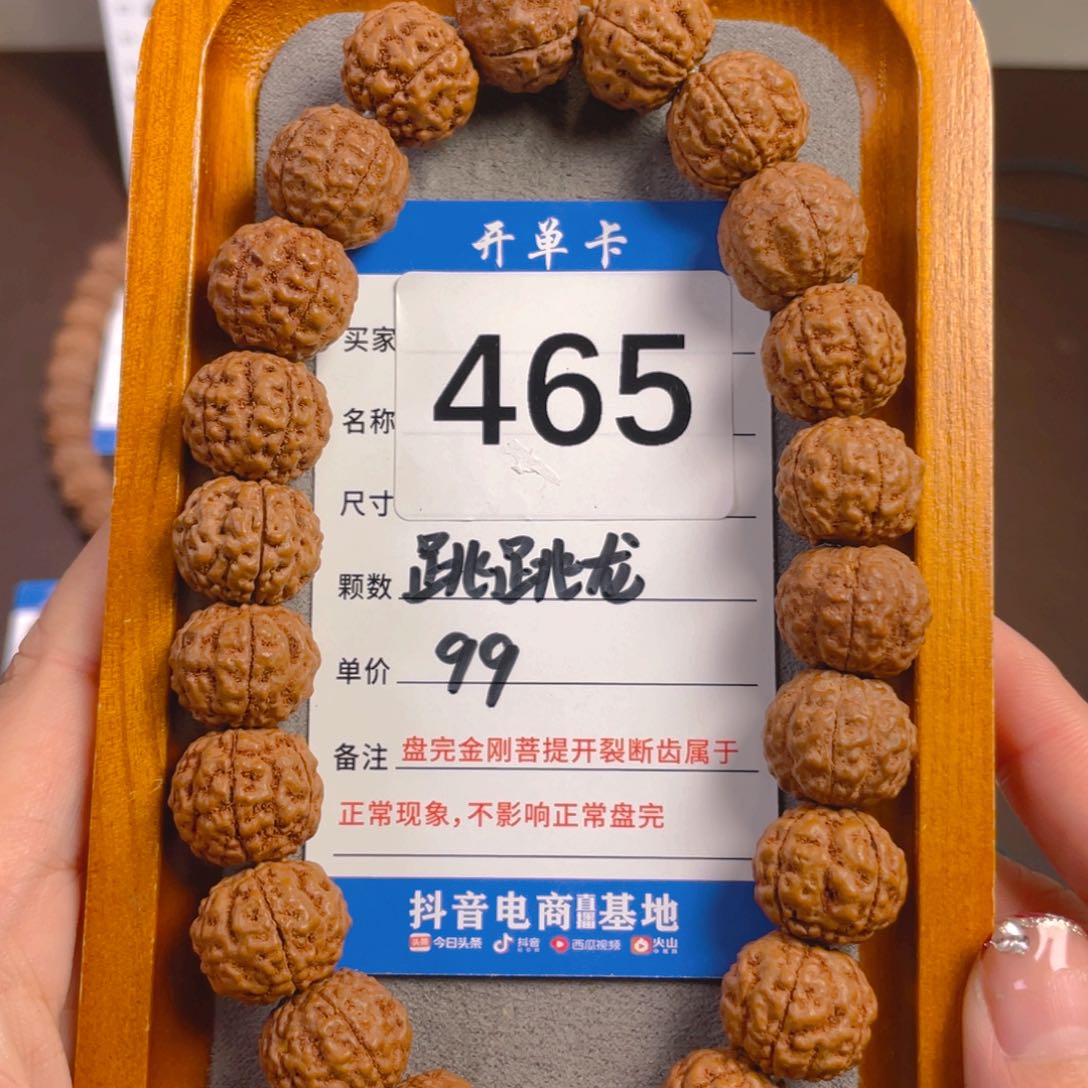 开单卡
买家
465
名称
尺寸
跳跳龙
颗数
99
单价
备注 盘完金刚菩提开裂断齿属于
正常现象，不影响正常盘完
抖音电商直播基地
头条 今日头条 抖音 西瓜视频 火山